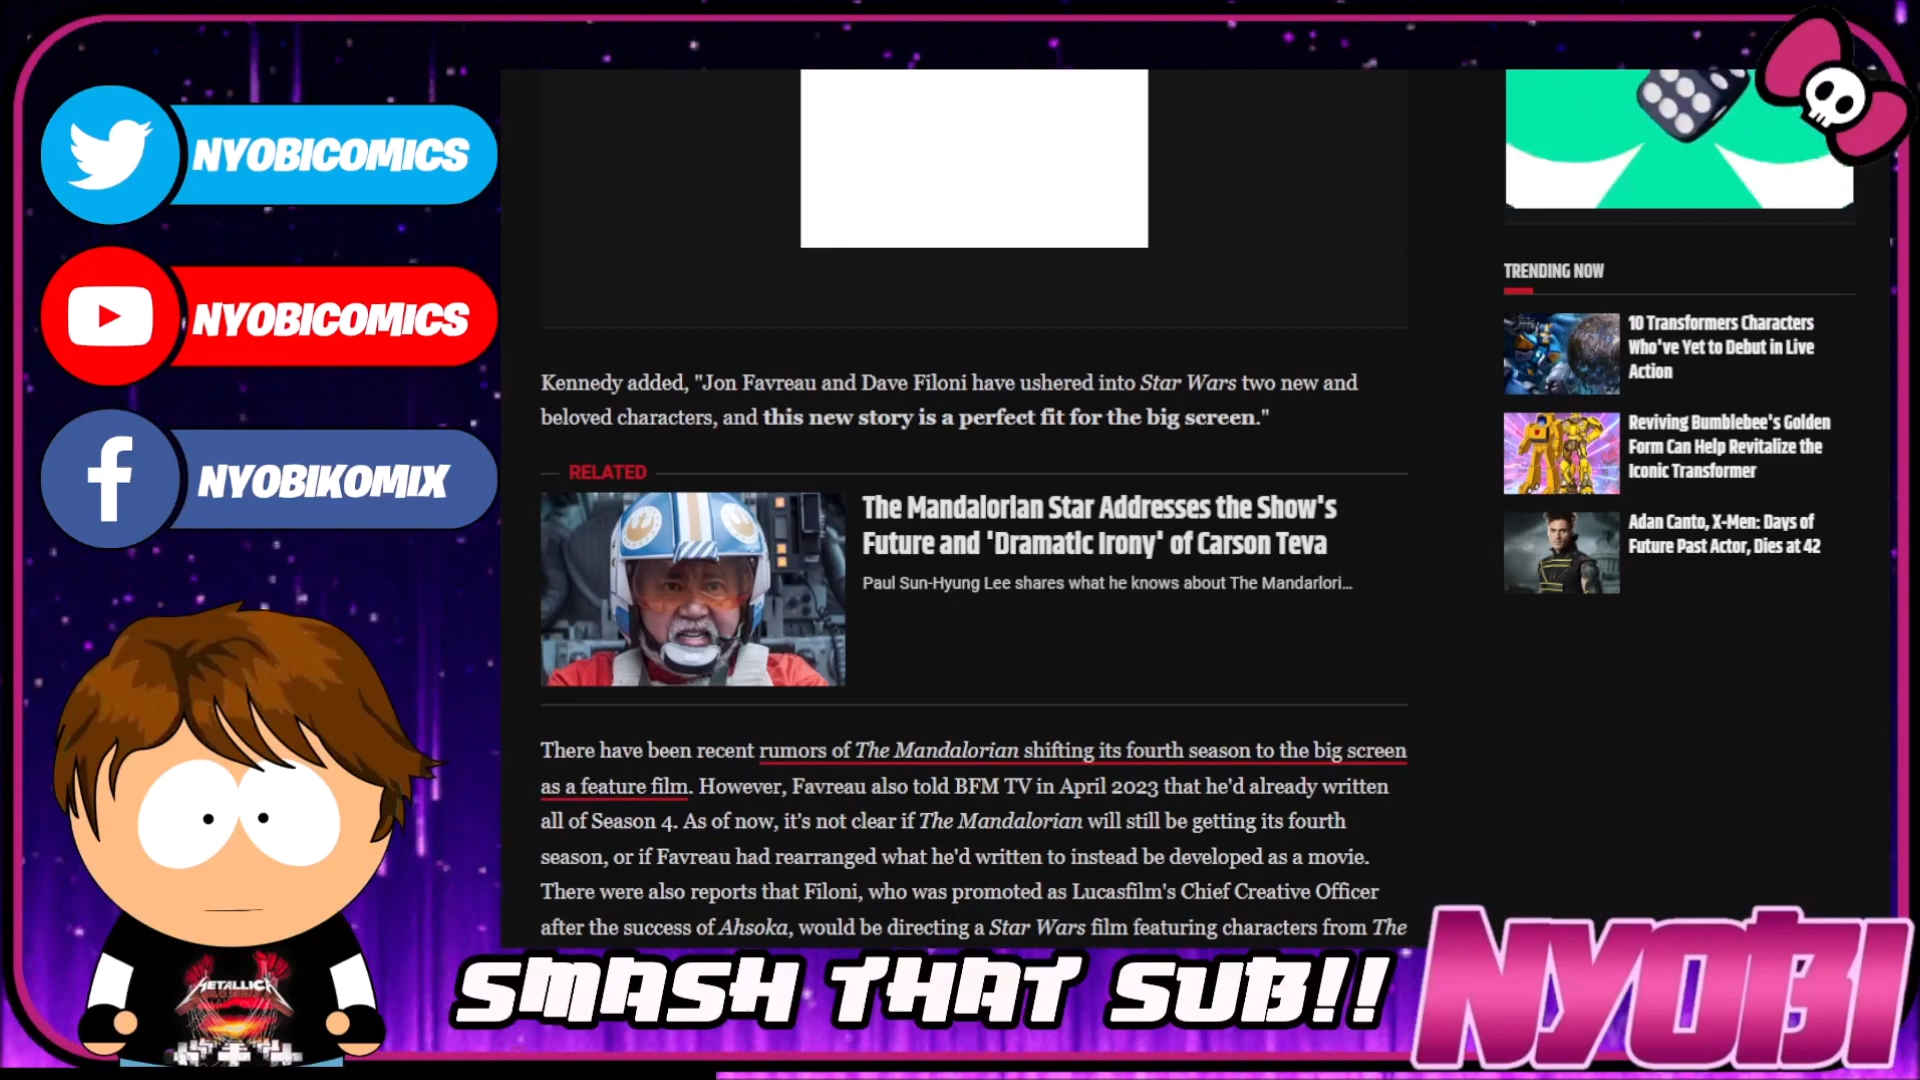 NYOBICOMICS
NYOBICOMICS
NYOBIKOMIX
Kennedy added, "Jon Favreau and Dave Filoni have ushered into Star Wars two new and
beloved characters, and this new story is a perfect fit for the big screen."
RELATED
The Mandalorian Star Addresses the Show's
Future and 'Dramatic Irony' of Carson Teva
Paul Sun-Hyung Lee shares what he knows about The Mandarlori...
There have been recent rumors of The Mandalorian shifting its fourth season to the big screen
as a feature film. However, Favreau also told BFM TV in April 2023 that he'd already written
all of Season 4. As of now, it's not clear if The Mandalorian will still be getting its fourth
season, or if Favreau had rearranged what he'd written to instead be developed as a movie.
There were also reports that Filoni, who was promoted as Lucasfilm's Chief Creative Officer
after the success of Ahsoka, would be directing a Star Wars film featuring characters from The
TRENDING NOW
10 Transformers Characters
Who've Yet to Debut in Live
Action
Reviving Bumblebee's Golden
Form Can Help Revitalize the
Iconic Transformer
Adan Canto, X-Men: Days of
Future Past Actor, Dies at 42
METALLICA
SMASH THAT SUB!!
NYOBI